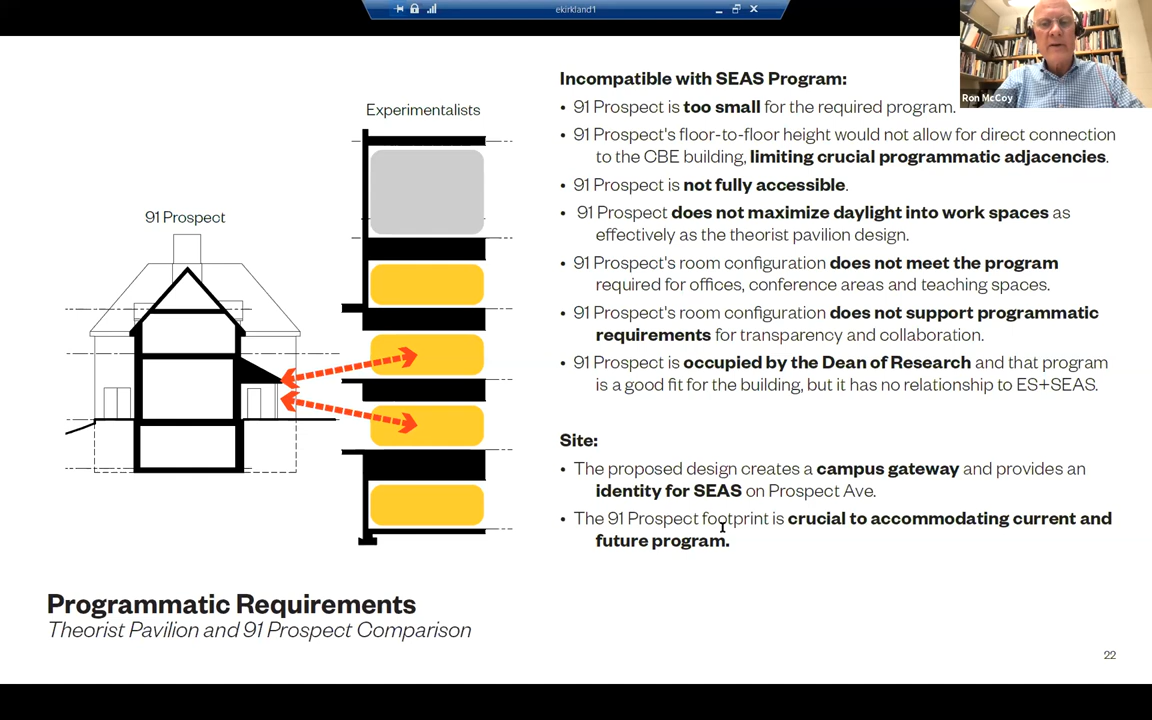 ekirkland1
Ron McCoy
Experimentalists
91 Prospect
Incompatible with SEAS Program:
• 91 Prospect is too small for the required program.
• 91 Prospect's floor-to-floor height would not allow for direct connection
to the CBE building, limiting crucial programmatic adjacencies.
• 91 Prospect is not fully accessible.
• 91 Prospect does not maximize daylight into work spaces as
effectively as the theorist pavilion design.
• 91 Prospect's room configuration does not meet the program
required for offices, conference areas and teaching spaces.
• 91 Prospect's room configuration does not support programmatic
requirements for transparency and collaboration.
• 91 Prospect is occupied by the Dean of Research and that program
is a good fit for the building, but it has no relationship to ES+SEAS.
Site:
• The proposed design creates a campus gateway and provides an
identity for SEAS on Prospect Ave.
• The 91 Prospect footprint is crucial to accommodating current and
future program.
Programmatic Requirements
Theorist Pavilion and 91 Prospect Comparison
22